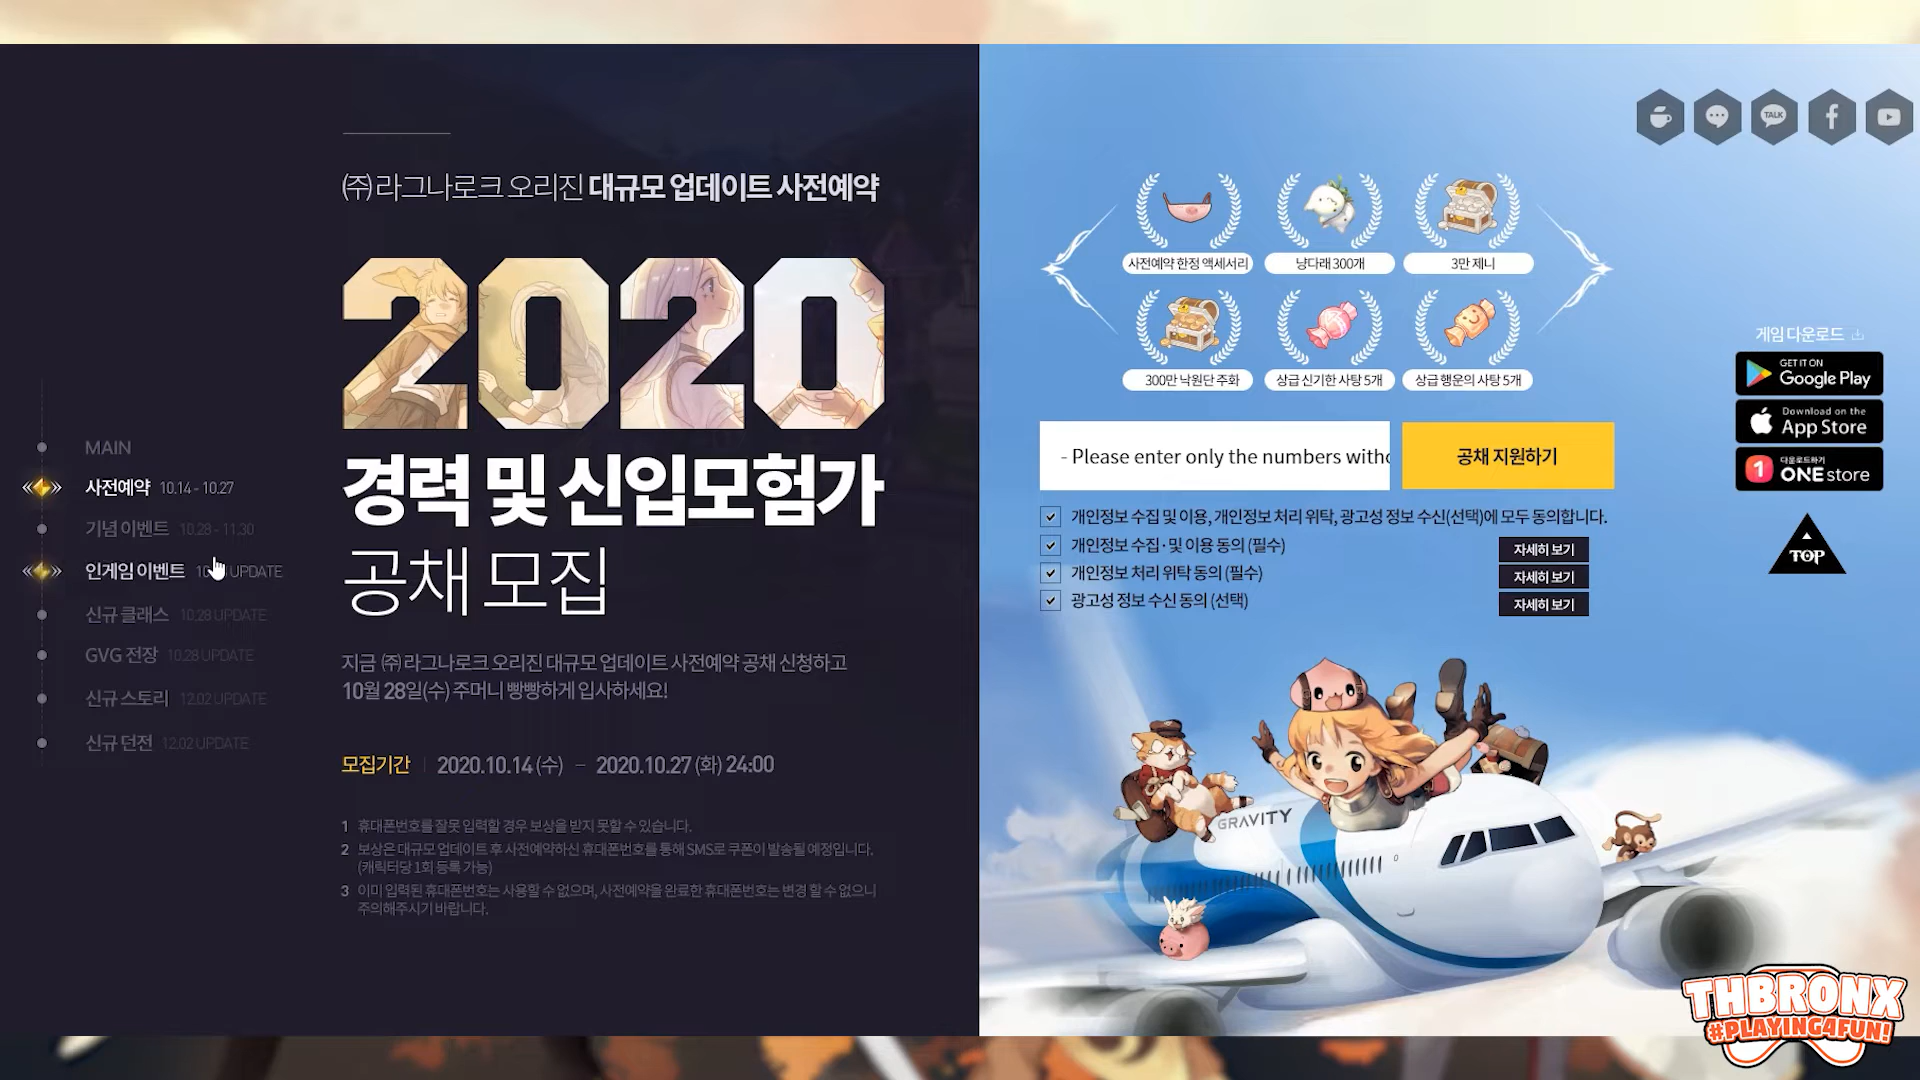 ㈜라그나로크 오리진 대규모 업데이트 사전예약
2020
경력 및 신입모험가
공채 모집
지금 ㈜라그나로크 오리진 대규모 업데이트 사전예약 공채 신청하고
10월 28일(수) 주머니 빵빵하게 입사하세요!
모집기간 | 2020.10.14 (수) – 2020.10.27 (화) 24:00
1 휴대폰번호를 잘못 입력할 경우 보상을 받지 못할 수 있습니다.
2 보상은 대규모 업데이트 후 사전예약하신 휴대폰번호를 통해 SMS로 쿠폰이 발송될 예정입니다.
(캐릭터당 1회 등록 가능)
3 이미 입력된 휴대폰번호는 사용할 수 없으며, 사전예약을 완료한 휴대폰번호는 변경 할 수 없으니
주의해주시기 바랍니다.
MAIN
사전예약 10.14 - 10.27
기념 이벤트 10.28 - 11.30
인게임 이벤트 UPDATE
신규 클래스 10.28 UPDATE
GVG 전장 10.28 UPDATE
신규 스토리 12.02 UPDATE
신규 던전 12.02 UPDATE
사전예약 한정 액세서리
냥다래 300개
3만 제니
300만 낙원단 주화
상급 신기한 사탕 5개
상급 행운의 사탕 5개
- Please enter only the numbers witho
공채 지원하기
개인정보 수집 및 이용, 개인정보 처리 위탁, 광고성 정보 수신(선택)에 모두 동의합니다.
개인정보 수집·및 이용 동의 (필수)
자세히 보기
개인정보 처리 위탁 동의 (필수)
자세히 보기
광고성 정보 수신 동의 (선택)
자세히 보기
TALK
게임 다운로드
GET IT ON
Google Play
Download on the
App Store
다운로드하기
ONE store
TOP
GRAVITY
THBRONX
#PLAYING4FUN!